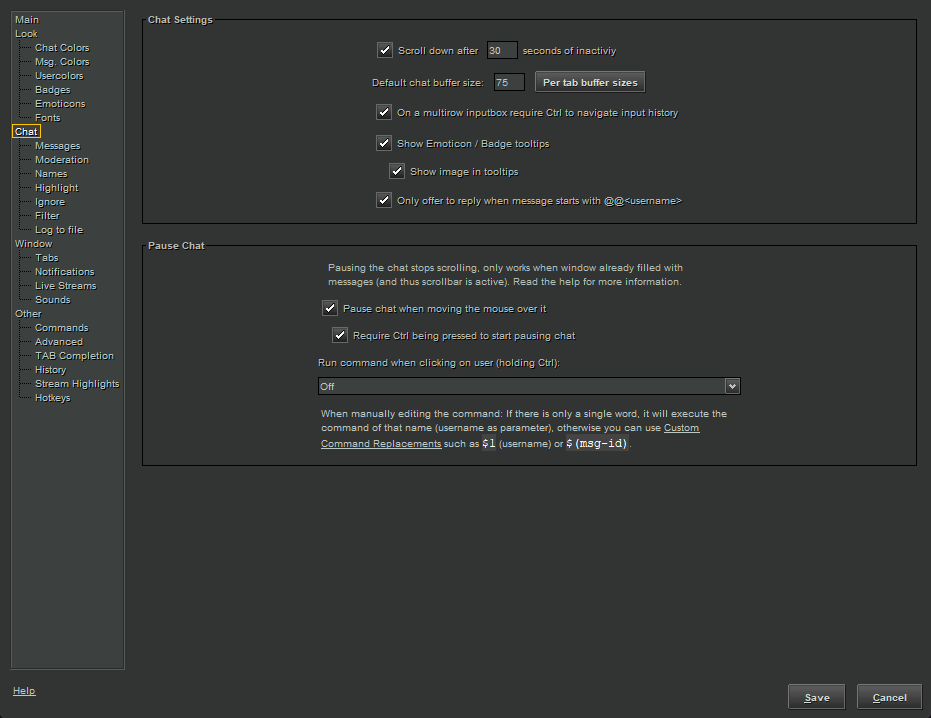 Main
Look
Chat Colors
Msg. Colors
Usercolors
Badges
Emoticons
Fonts
Chat
Messages
Moderation
Names
Highlight
Ignore
Filter
Log to file
Window
Tabs
Notifications
Live Streams
Sounds
Other
Commands
Advanced
TAB Completion
History
Stream Highlights
Hotkeys
Help
Chat Settings
Scroll down after 30 seconds of inactiviy
Default chat buffer size: 75 Per tab buffer sizes
On a multirow inputbox require Ctrl to navigate input history
Show Emoticon / Badge tooltips
Show image in tooltips
Only offer to reply when message starts with @@<username>
Pause Chat
Pausing the chat stops scrolling, only works when window already filled with
messages (and thus scrollbar is active). Read the help for more information.
Pause chat when moving the mouse over it
Require Ctrl being pressed to start pausing chat
Run command when clicking on user (holding Ctrl):
Off
When manually editing the command: If there is only a single word, it will execute the
command of that name (username as parameter), otherwise you can use Custom
Command Replacements such as $1 (username) or $(msg-id).
Save Cancel